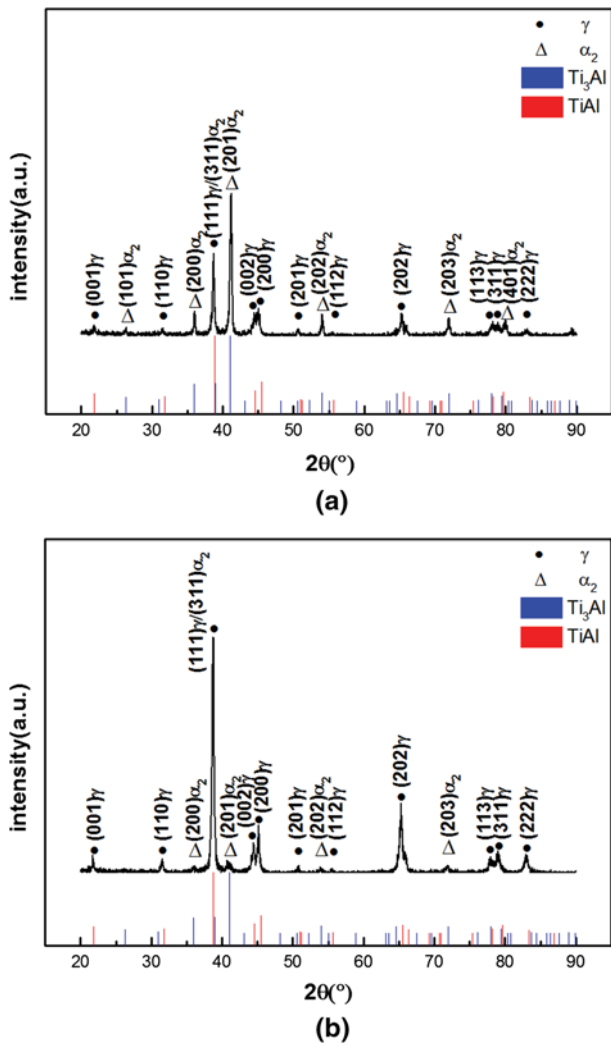 γ
α₂
Ti₃Al
TiAl
intensity(a.u.)
(001)γ
(101)α₂
(110)γ
(200)α₂
(111)γ/(311)α₂
(201)α₂
(002)γ
(200)γ
(201)γ
(202)α₂
(112)γ
(202)γ
(203)α₂
(113)γ
(311)γ
(401)α₂
(222)γ
20 30 40 50 60 70 80 90
2θ(°)
(a)
γ
α₂
Ti₃Al
TiAl
intensity(a.u.)
(001)γ
(110)γ
(200)α₂
(111)γ/(311)α₂
(201)α₂
(002)γ
(200)γ
(201)γ
(202)α₂
(112)γ
(202)γ
(203)α₂
(113)γ
(311)γ
(222)γ
20 30 40 50 60 70 80 90
2θ(°)
(b)